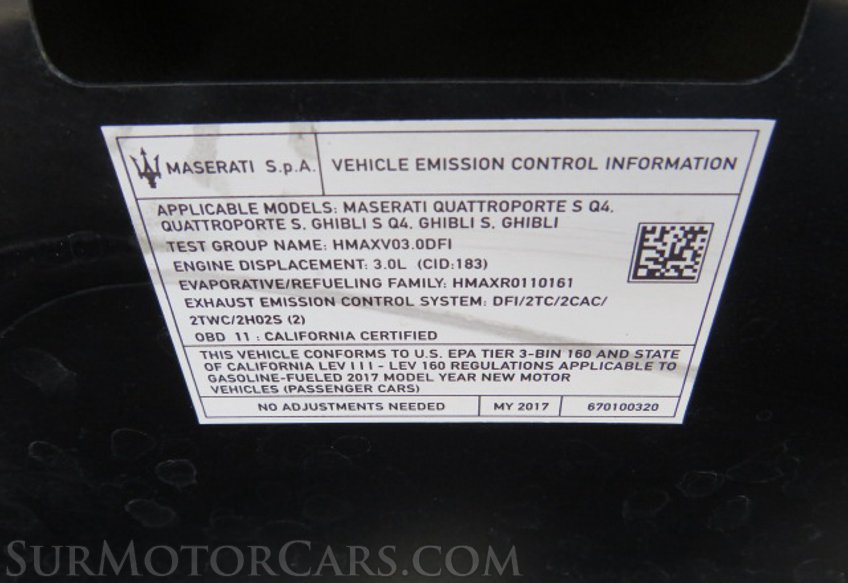 MASERATI S.p.A. VEHICLE EMISSION CONTROL INFORMATION
APPLICABLE MODELS: MASERATI QUATTROPORTE S Q4,
QUATTROPORTE S, GHIBLI S Q4, GHIBLI S, GHIBLI
TEST GROUP NAME: HMAXV03.0DFI
ENGINE DISPLACEMENT: 3.0L (CID:183)
EVAPORATIVE/REFUELING FAMILY: HMAXR0110161
EXHAUST EMISSION CONTROL SYSTEM: DFI/2TC/2CAC/
2TWC/2H02S (2)
OBD 11 : CALIFORNIA CERTIFIED
THIS VEHICLE CONFORMS TO U.S. EPA TIER 3-BIN 160 AND STATE
OF CALIFORNIA LEV III - LEV 160 REGULATIONS APPLICABLE TO
GASOLINE-FUELED 2017 MODEL YEAR NEW MOTOR
VEHICLES (PASSENGER CARS)
NO ADJUSTMENTS NEEDED MY 2017 670100320
SURMOTORCARS.COM